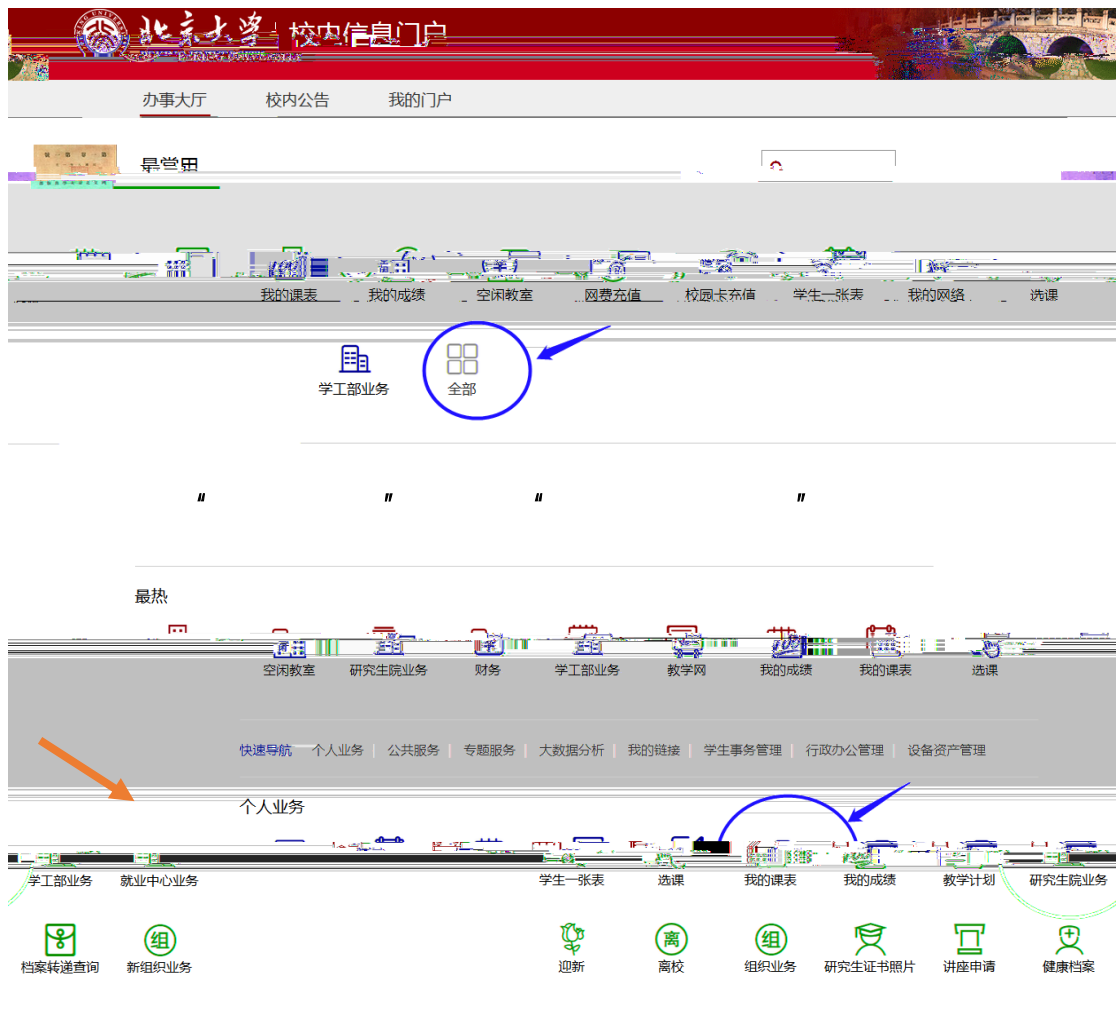 北京大学 校内信息门户
办事大厅 校内公告 我的门户
最常用
我的课表 我的成绩 空闲教室 网费充值 校园卡充值 学生一张表 我的网络 选课
学工部业务 全部
“ ” “ ”
最热
空闲教室 研究生院业务 财务 学工部业务 教学网 我的成绩 我的课表 选课
快速导航 个人业务 | 公共服务 | 专题服务 | 大数据分析 | 我的链接 | 学生事务管理 | 行政办公管理 | 设备资产管理
个人业务
学工部业务 就业中心业务 学生一张表 选课 我的课表 我的成绩 教学计划 研究生院业务
组 离 组
档案转递查询 新组织业务 迎新 离校 组织业务 研究生证书照片 讲座申请 健康档案